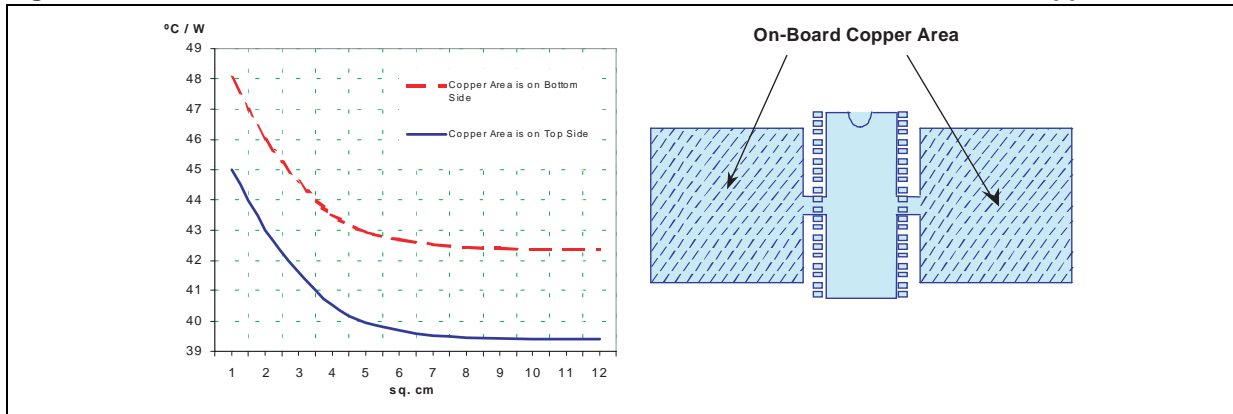 ºC / W
49
48
47
46
45
44
43
42
41
40
39
1 2 3 4 5 6 7 8 9 10 11 12
sq. cm
Copper Area is on Bottom
Side
Copper Area is on Top Side
On-Board Copper Area